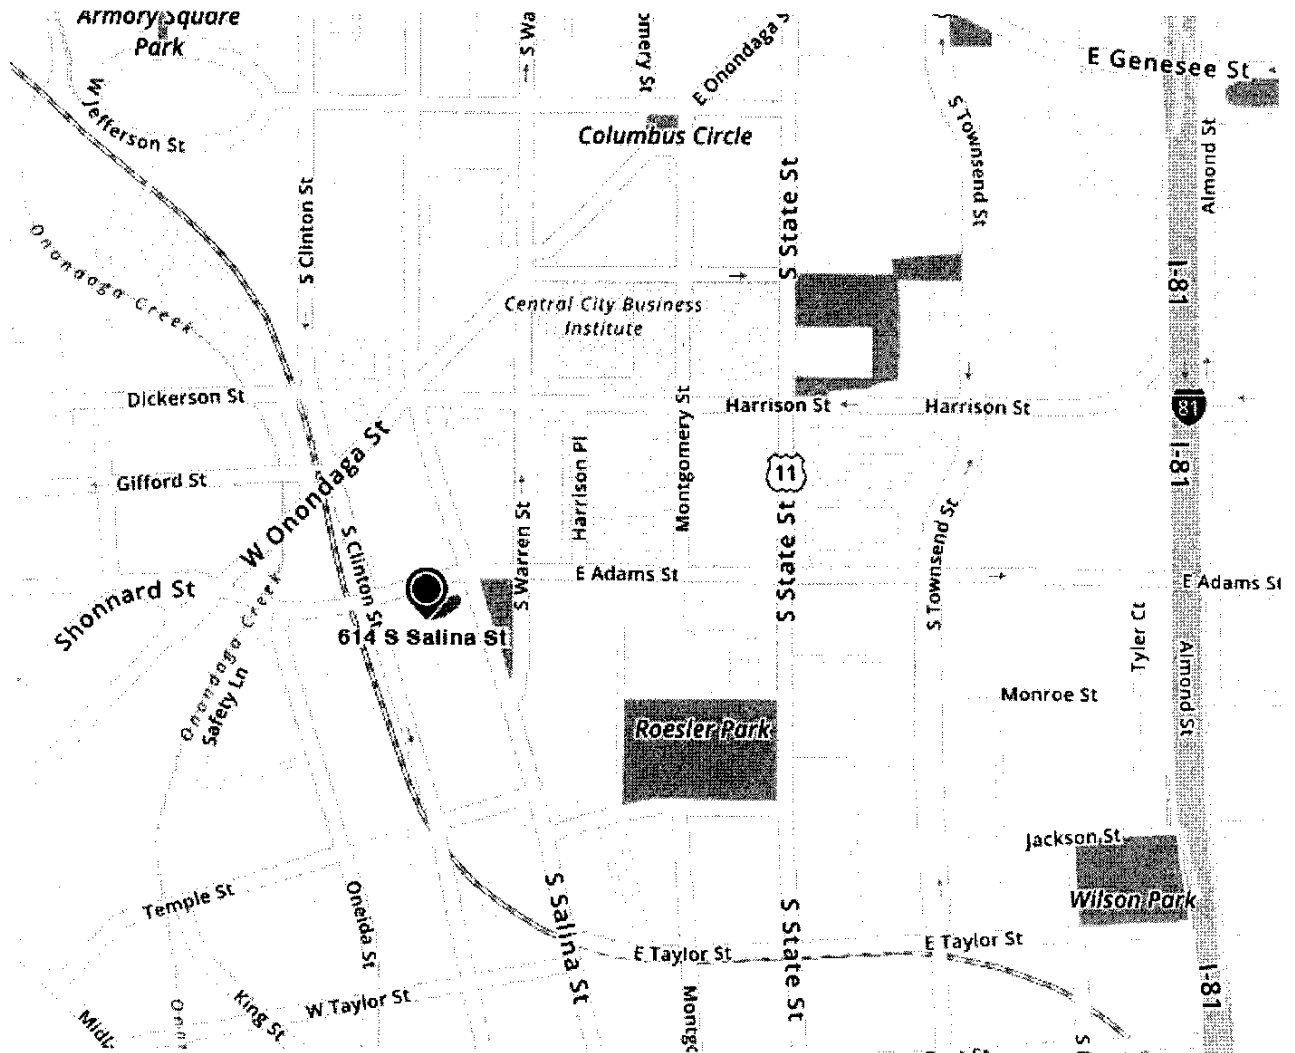 Armory Square
Park
S Wa
mery St
E Onondaga S
E Genesee St
W Jefferson St
Columbus Circle
S Townsend St
Almond St
S Clinton St
S State St
Onondaga Creek
I-81
Central City Business
Institute
Dickerson St
Harrison St
Harrison St
81
Montgomery St
W Onondaga St
Harrison Pl
11
I-81
Gifford St
S Clinton St
S Warren St
S State St
S Townsend St
E Adams St
E Adams St
Shonnard St
Onondaga Creek
614 S Salina St
Tyler Ct
Almond St
Safety Ln
Monroe St
Roesler Park
Jackson St
Wilson Park
Temple St
Oneida St
S Salina St
S State St
E Taylor St
E Taylor St
W Taylor St
King St
Midl
Onon
Montgo
I-81
S